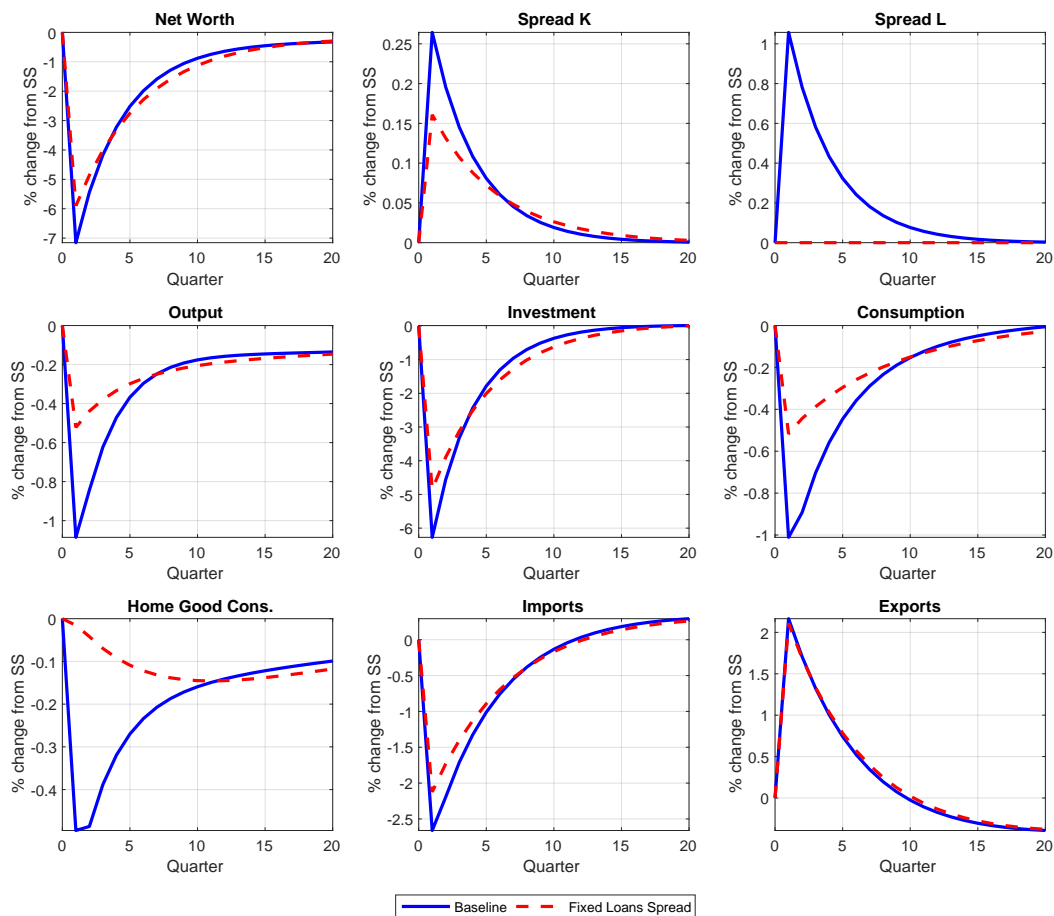 Net Worth
% change from SS
0
-1
-2
-3
-4
-5
-6
-7
0 5 10 15 20
Quarter
Spread K
% change from SS
0.25
0.2
0.15
0.1
0.05
0
0 5 10 15 20
Quarter
Spread L
% change from SS
1
0.8
0.6
0.4
0.2
0
0 5 10 15 20
Quarter
Output
% change from SS
0
-0.2
-0.4
-0.6
-0.8
-1
0 5 10 15 20
Quarter
Investment
% change from SS
0
-1
-2
-3
-4
-5
-6
0 5 10 15 20
Quarter
Consumption
% change from SS
0
-0.2
-0.4
-0.6
-0.8
-1
0 5 10 15 20
Quarter
Home Good Cons.
% change from SS
0
-0.1
-0.2
-0.3
-0.4
0 5 10 15 20
Quarter
Imports
% change from SS
0
-0.5
-1
-1.5
-2
-2.5
0 5 10 15 20
Quarter
Exports
% change from SS
2
1.5
1
0.5
0
0 5 10 15 20
Quarter
Baseline Fixed Loans Spread